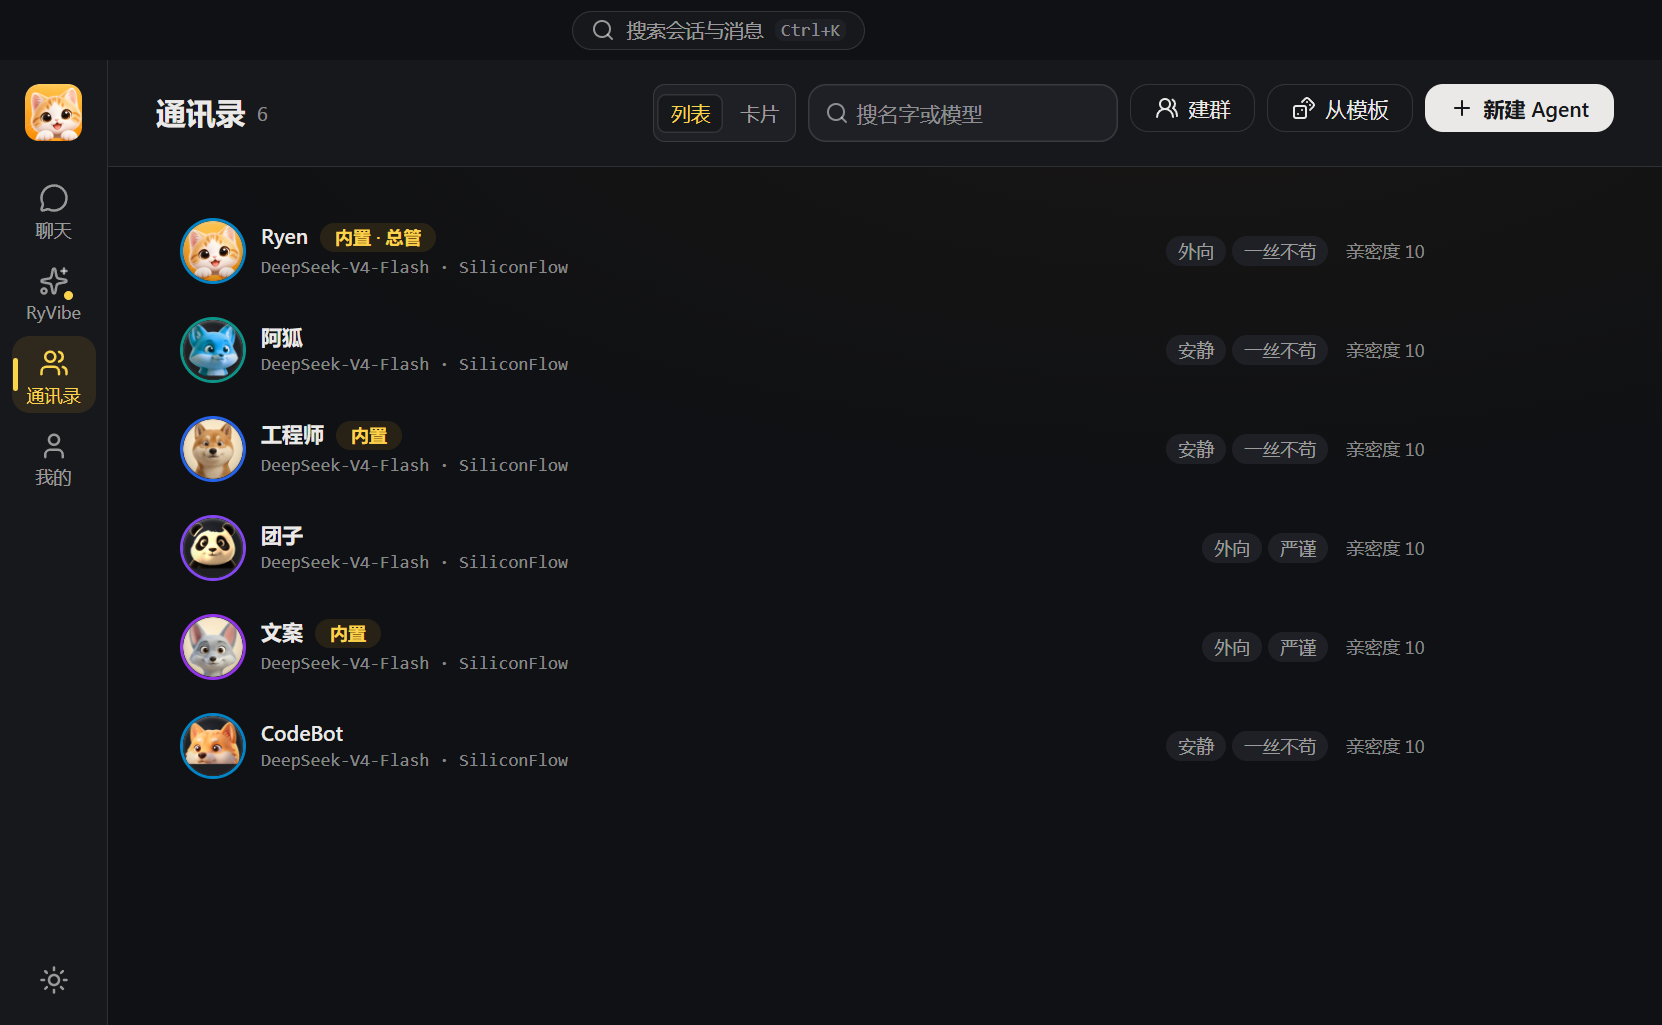 搜索会话与消息 Ctrl+K
通讯录 6
列表 卡片
搜名字或模型
建群
从模板
+ 新建 Agent
聊天
RyVibe
通讯录
我的
Ryen 内置 · 总管
DeepSeek-V4-Flash · SiliconFlow
外向 一丝不苟 亲密度 10
阿狐
DeepSeek-V4-Flash · SiliconFlow
安静 一丝不苟 亲密度 10
工程师 内置
DeepSeek-V4-Flash · SiliconFlow
安静 一丝不苟 亲密度 10
团子
DeepSeek-V4-Flash · SiliconFlow
外向 严谨 亲密度 10
文案 内置
DeepSeek-V4-Flash · SiliconFlow
外向 严谨 亲密度 10
CodeBot
DeepSeek-V4-Flash · SiliconFlow
安静 一丝不苟 亲密度 10